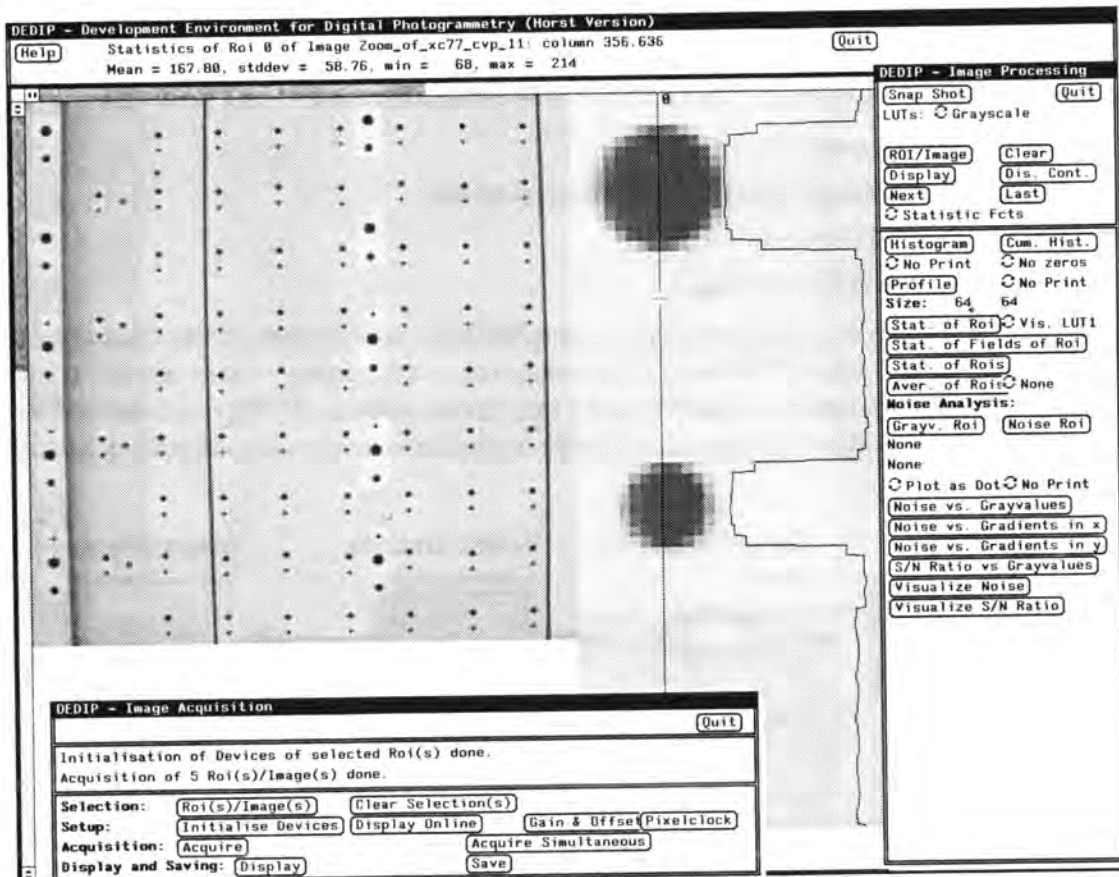 DEDIP - Development Environment for Digital Photogrammetry (Horst Version)
Help
Statistics of Roi 0 of Image Zoom_of_xc77_cvp_11: column 356.636
Quit
Mean = 167.80, stddev = 58.76, min = 68, max = 214
0
DEDIP - Image Processing
Snap Shot Quit
LUTs: Grayscale
ROI/Image Clear
Display Dis. Cont.
Next Last
Statistic Fcts
Histogram Cum. Hist.
No Print No zeros
Profile No Print
Size: 64 64
Stat. of Roi Vis. LUT1
Stat. of Fields of Roi
Stat. of Rois
Aver. of Rois None
Noise Analysis:
Grayv. Roi Noise Roi
None
None
Plot as Dot No Print
Noise vs. Grayvalues
Noise vs. Gradients in x
Noise vs. Gradients in y
S/N Ratio vs Grayvalues
Visualize Noise
Visualize S/N Ratio
DEDIP - Image Acquisition
Quit
Initialisation of Devices of selected Roi(s) done.
Acquisition of 5 Roi(s)/Image(s) done.
Selection: Roi(s)/Image(s) Clear Selection(s)
Setup: Initialise Devices Display Online Gain & Offset Pixelclock
Acquisition: Acquire Acquire Simultaneous
Display and Saving: Display Save